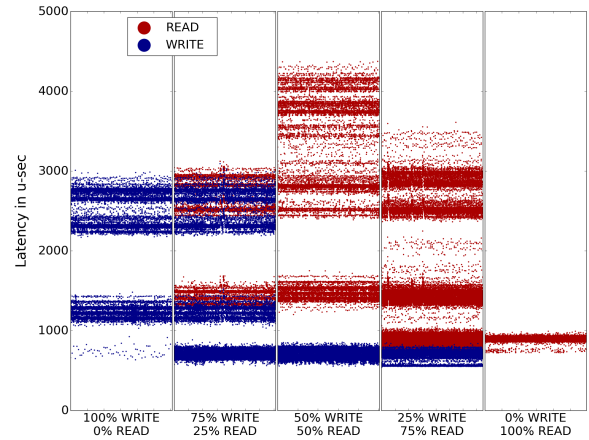 5000
4000
3000
2000
1000
0
Latency in u-sec
READ
WRITE
100% WRITE
0% READ
75% WRITE
25% READ
50% WRITE
50% READ
25% WRITE
75% READ
0% WRITE
100% READ